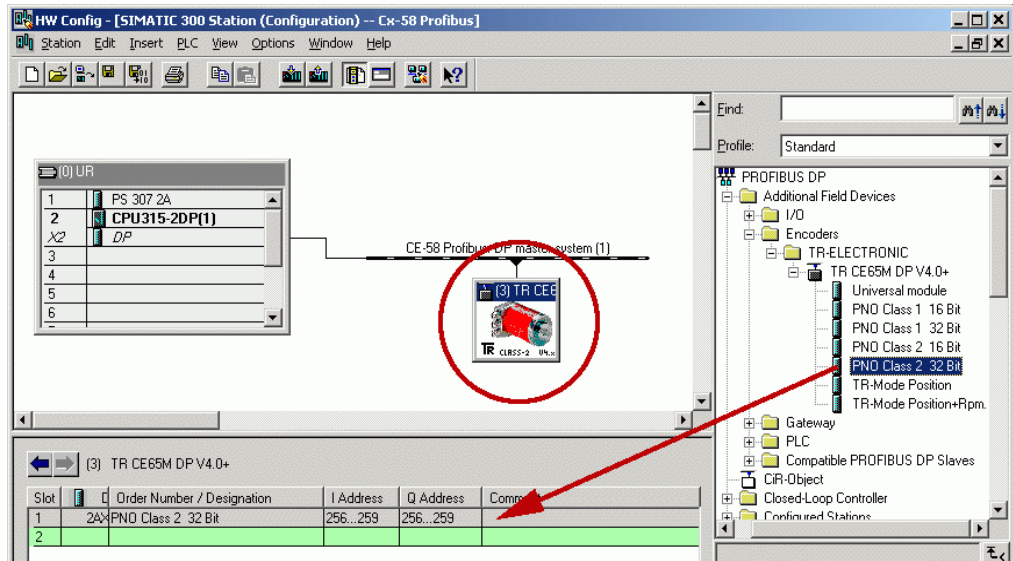 HW Config - [SIMATIC 300 Station (Configuration) -- Cx-58 Profibus]
Station Edit Insert PLC View Options Window Help
(0) UR
1 PS 307 2A
2 CPU315-2DP(1)
X2 DP
3
4
5
6
CE-58 Profibus: DP master system (1)
(3) TR CE6
TR CLASS-2 V4.x
Find:
Profile: Standard
PROFIBUS DP
Additional Field Devices
I/O
Encoders
TR-ELECTRONIC
TR CE65M DP V4.0+
Universal module
PNO Class 1 16 Bit
PNO Class 1 32 Bit
PNO Class 2 16 Bit
PNO Class 2 32 Bit
TR-Mode Position
TR-Mode Position+Rpm.
Gateway
PLC
Compatible PROFIBUS DP Slaves
CiR-Object
Closed-Loop Controller
Configured Stations
(3) TR CE65M DP V4.0+
Slot D Order Number / Designation I Address Q Address Comment
1 2AX PNO Class 2 32 Bit 256...259 256...259
2